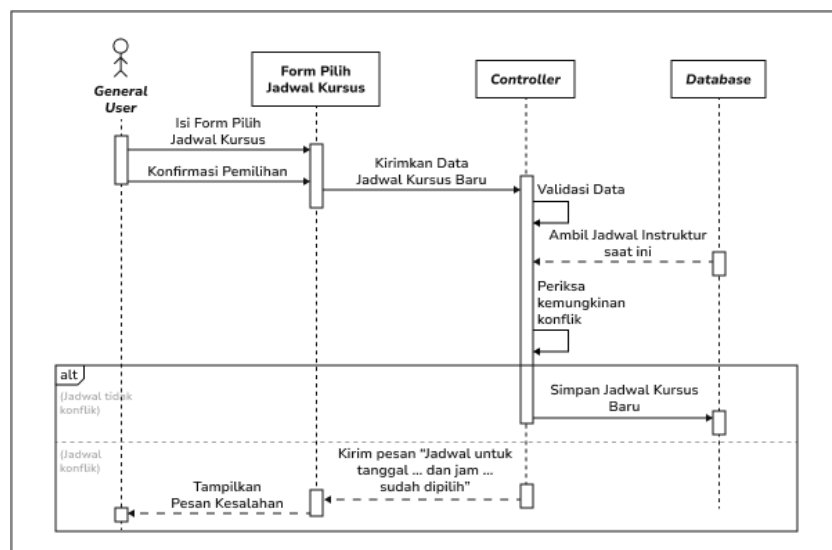 General
User
Form Pilih
Jadwal Kursus
Controller
Database
Isi Form Pilih
Jadwal Kursus
Konfirmasi Pemilihan
Kirimkan Data
Jadwal Kursus Baru
Validasi Data
Ambil Jadwal Instruktur
saat ini
Periksa
kemungkinan
konflik
alt
(Jadwal tidak
konflik)
Simpan Jadwal Kursus
Baru
(Jadwal
konflik)
Kirim pesan “Jadwal untuk
tanggal ... dan jam ...
sudah dipilih”
Tampilkan
Pesan Kesalahan